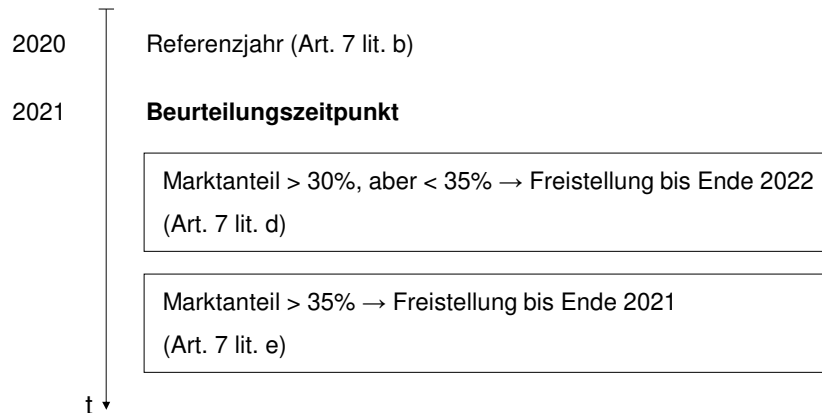 2020 Referenzjahr (Art. 7 lit. b)
2021 Beurteilungszeitpunkt
Marktanteil > 30%, aber < 35% → Freistellung bis Ende 2022
(Art. 7 lit. d)
Marktanteil > 35% → Freistellung bis Ende 2021
(Art. 7 lit. e)
t